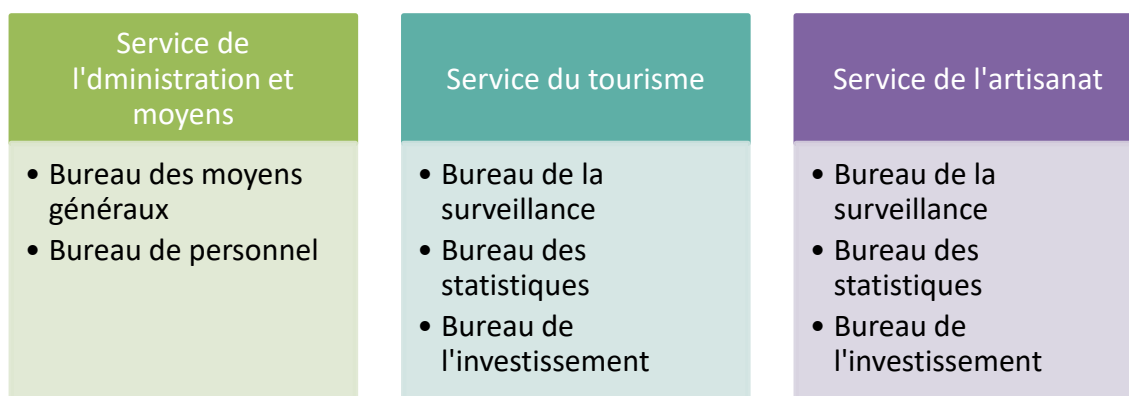 Service de
l'dministration et
moyens
• Bureau des moyens
généraux
• Bureau de personnel
Service du tourisme
• Bureau de la
surveillance
• Bureau des
statistiques
• Bureau de
l'investissement
Service de l'artisanat
• Bureau de la
surveillance
• Bureau des
statistiques
• Bureau de
l'investissement